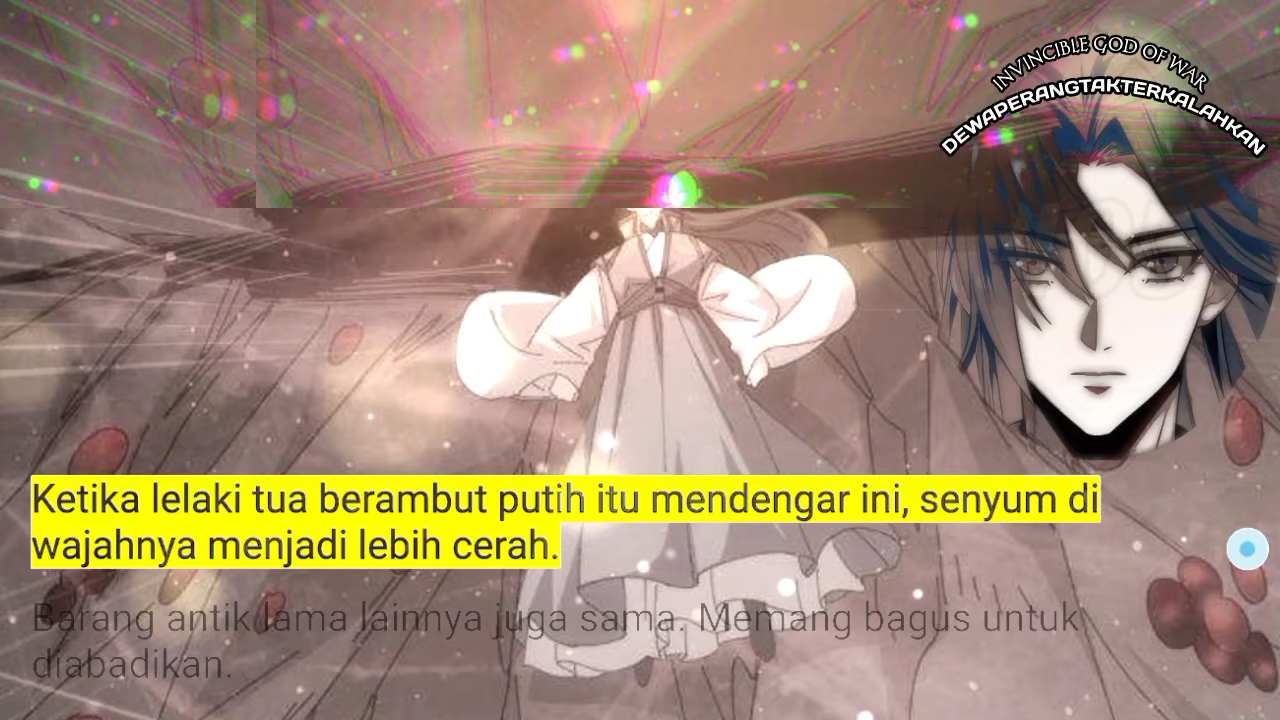 INVINCIBLE GOD OF WAR
DEWAPERANGTAKTERKALAHKAN
Ketika lelaki tua berambut putih itu mendengar ini, senyum di
wajahnya menjadi lebih cerah.
Barang antik lama lainnya juga sama. Memang bagus untuk
diabadikan.